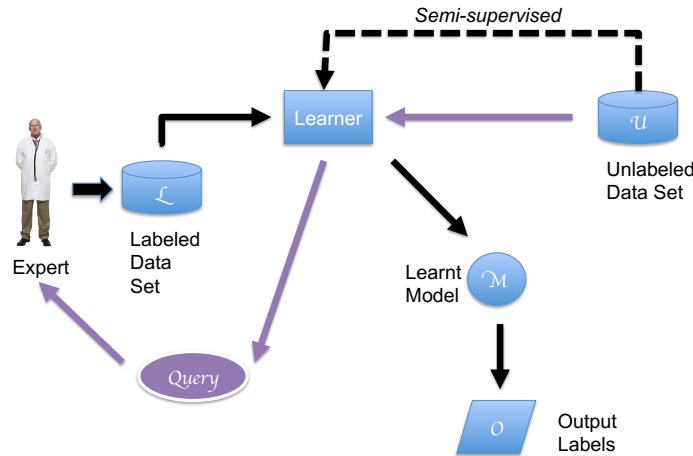 Semi-supervised
Learner
U
Unlabeled
Data Set
L
Labeled
Data
Set
Expert
Learnt
Model
M
Query
O
Output
Labels